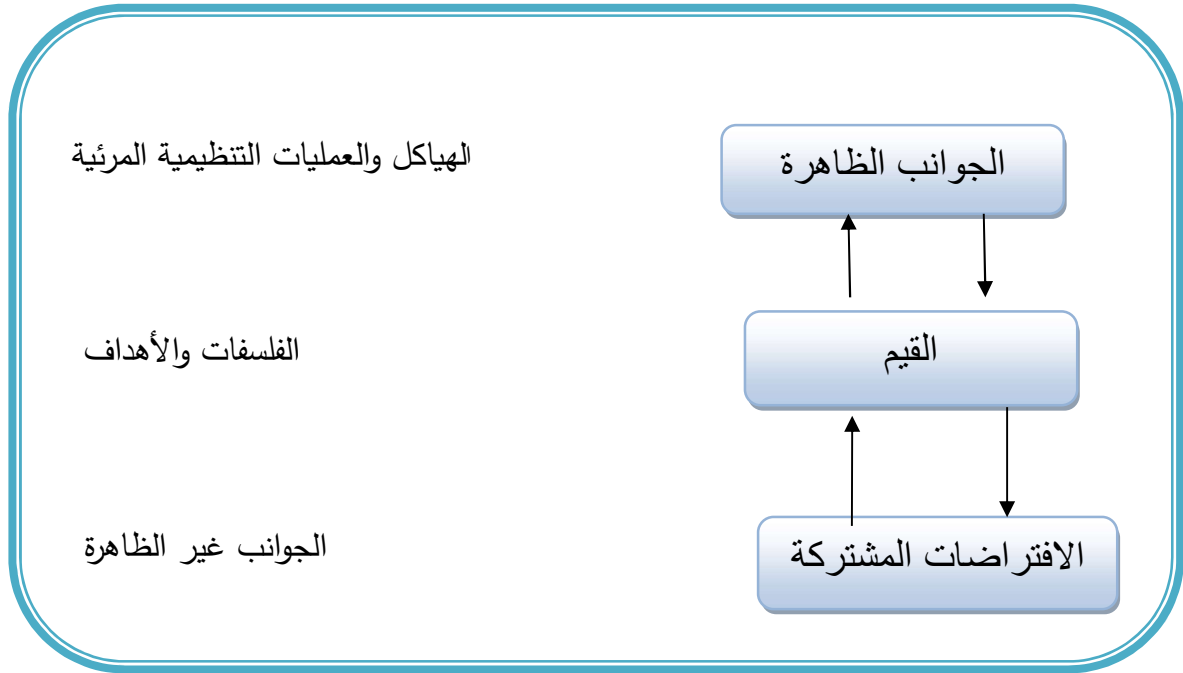 الجوانب الظاهرة
الهياكل والعمليات التنظيمية المرئية
القيم
الفلسفات والأهداف
الافتراضات المشتركة
الجوانب غير الظاهرة